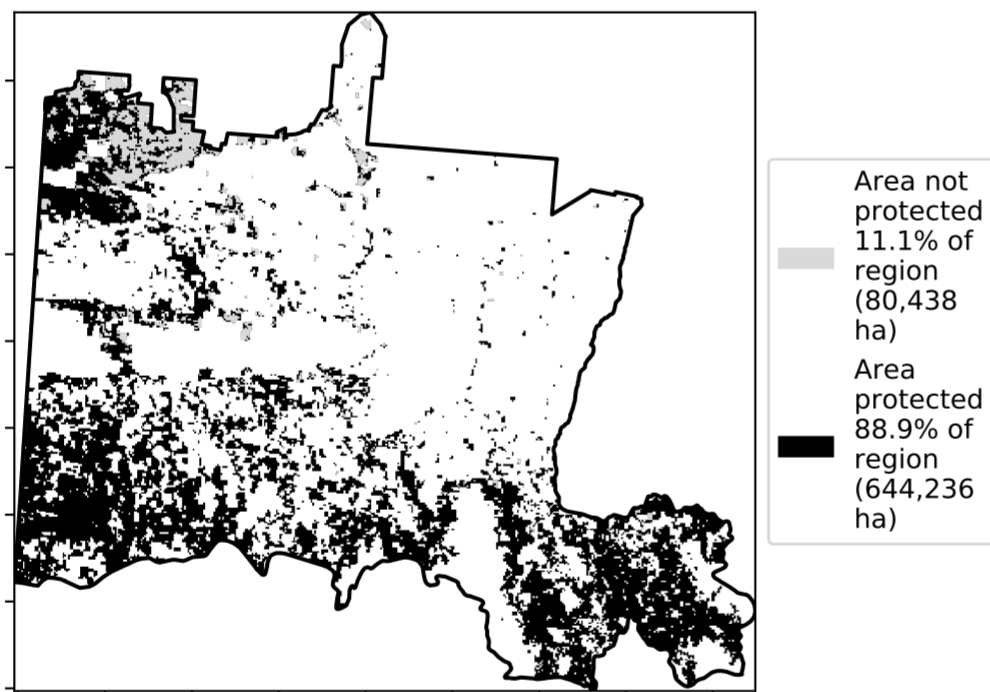 Area not
protected
11.1% of
region
(80,438
ha)
Area
protected
88.9% of
region
(644,236
ha)